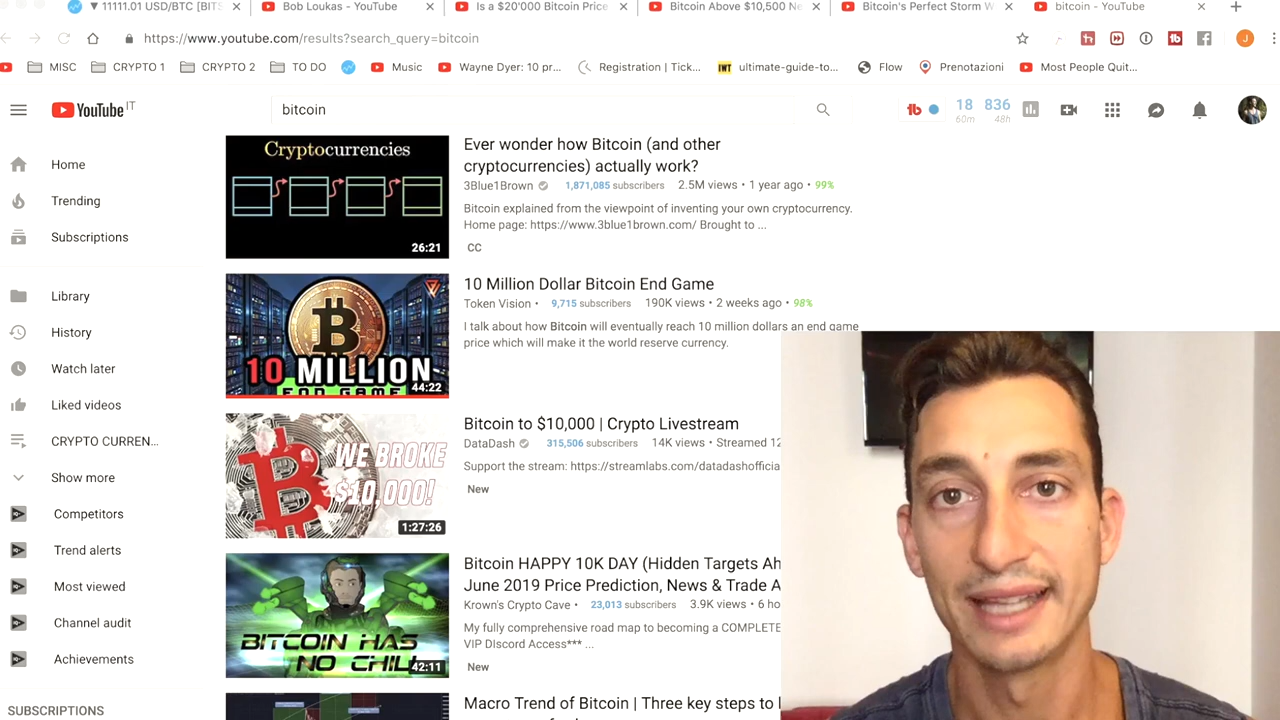 ▼ 11111.01 USD/BTC [BITS
Bob Loukas - YouTube
Is a $20'000 Bitcoin Price
Bitcoin Above $10,500 Ne
Bitcoin's Perfect Storm W
bitcoin - YouTube
https://www.youtube.com/results?search_query=bitcoin
MISC
CRYPTO 1
CRYPTO 2
TO DO
Music
Wayne Dyer: 10 pr...
Registration | Tick...
IWT
ultimate-guide-to...
Flow
Prenotazioni
Most People Quit...
YouTube IT
bitcoin
18
60m
836
48h
Home
Trending
Subscriptions
Library
History
Watch later
Liked videos
CRYPTO CURREN...
Show more
Competitors
Trend alerts
Most viewed
Channel audit
Achievements
SUBSCRIPTIONS
Cryptocurrencies
26:21
Ever wonder how Bitcoin (and other
cryptocurrencies) actually work?
3Blue1Brown
1,871,085 subscribers
2.5M views • 1 year ago • 99%
Bitcoin explained from the viewpoint of inventing your own cryptocurrency.
Home page: https://www.3blue1brown.com/ Brought to ...
CC
10 MILLION
END GAME
44:22
10 Million Dollar Bitcoin End Game
Token Vision •
9,715 subscribers
190K views • 2 weeks ago • 98%
I talk about how Bitcoin will eventually reach 10 million dollars an end game
price which will make it the world reserve currency.
WE BROKE
$10,000!
1:27:26
Bitcoin to $10,000 | Crypto Livestream
DataDash
315,506 subscribers
14K views • Streamed 12
Support the stream: https://streamlabs.com/datadashofficia
New
BITCOIN HAS
NO CHILL
42:11
Bitcoin HAPPY 10K DAY (Hidden Targets Ah
June 2019 Price Prediction, News & Trade A
Krown's Crypto Cave •
23,013 subscribers
3.9K views • 6 ho
My fully comprehensive road map to becoming a COMPLETE
VIP DIscord Access*** ...
New
Macro Trend of Bitcoin | Three key steps to